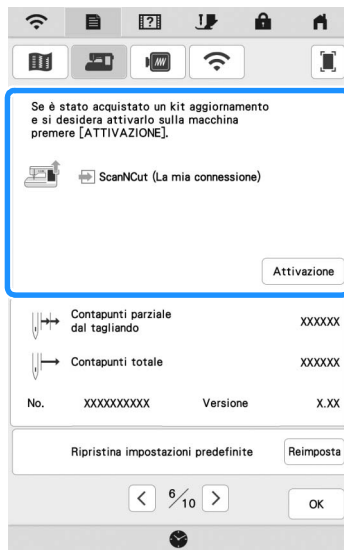 Se è stato acquistato un kit aggiornamento
e si desidera attivarlo sulla macchina
premere [ATTIVAZIONE].
ScanNCut (La mia connessione)
Attivazione
Contapunti parziale
dal tagliando
XXXXXX
Contapunti totale
XXXXXX
No. XXXXXXXXXX Versione X.XX
Ripristina impostazioni predefinite
Reimposta
< 6/10 >
OK